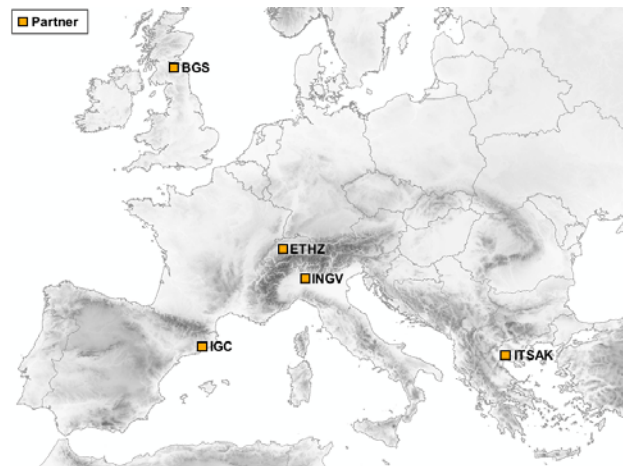 Partner
BGS
ETHZ
INGV
IGC
ITSAK